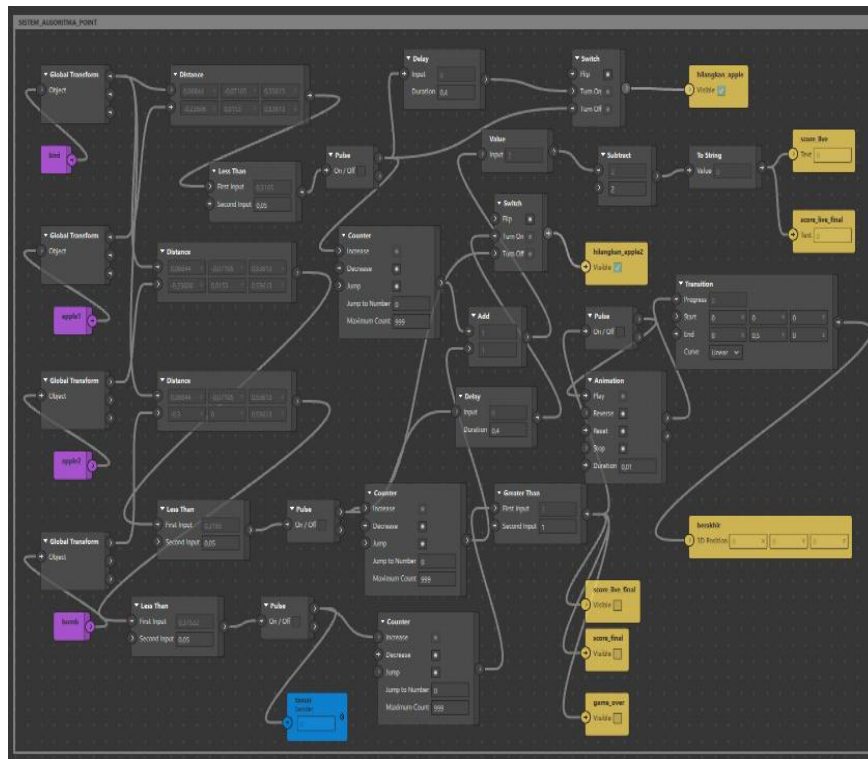 SISTEM_ALGORITMA_POINT
Global Transform
Object
Distance
Less Than
First Input
Second Input 0,05
Pulse
On / Off
Delay
Input
Duration 0,4
Switch
Flip
Turn On
Turn Off
hilangkan_apple
Visible
Value
Input
Subtract
2
To String
Value
score_live
Text
score_live_final
Text
Global Transform
Object
apple1
Distance
Counter
Increase
Decrease
Jump
Jump to Number 0
Maximum Count 999
Switch
Flip
Turn On
Turn Off
hilangkan_apple2
Visible
Add
Pulse
On / Off
Transition
Progress
Start 0 0 0
End 0 0,5 0
Curve Linear
Global Transform
Object
apple2
Distance
Delay
Input
Duration 0,4
Animation
Play
Reverse
Reset
Stop
Duration 0,01
Less Than
First Input
Second Input 0,05
Pulse
On / Off
Counter
Increase
Decrease
Jump
Jump to Number 0
Maximum Count 999
Greater Than
First Input
Second Input 1
berakhir
3D Position
Global Transform
Object
bomb
Less Than
First Input
Second Input 0,05
Pulse
On / Off
Counter
Increase
Decrease
Jump
Jump to Number 0
Maximum Count 999
score_live_final
Visible
score_final
Visible
game_over
Visible